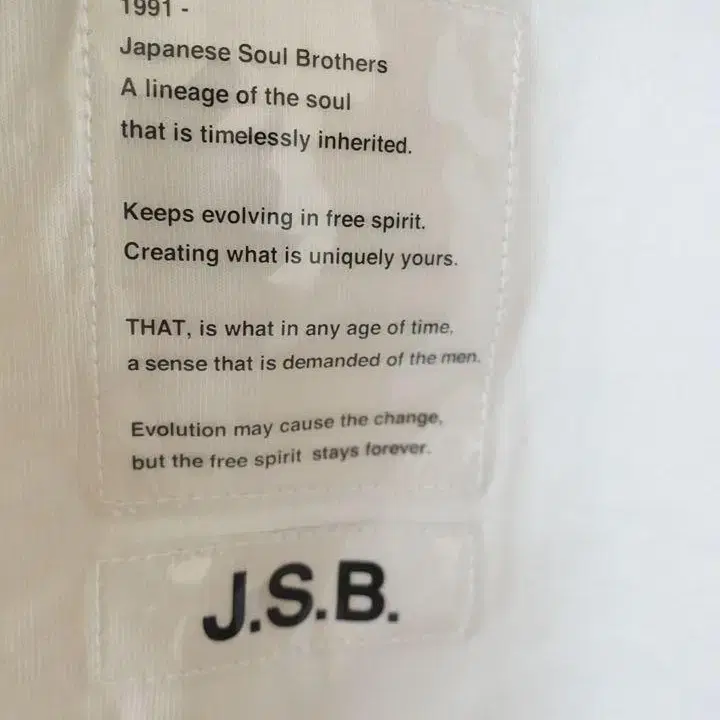 1991 -
Japanese Soul Brothers
A lineage of the soul
that is timelessly inherited.
Keeps evolving in free spirit.
Creating what is uniquely yours.
THAT, is what in any age of time,
a sense that is demanded of the men.
Evolution may cause the change,
but the free spirit stays forever.
J.S.B.